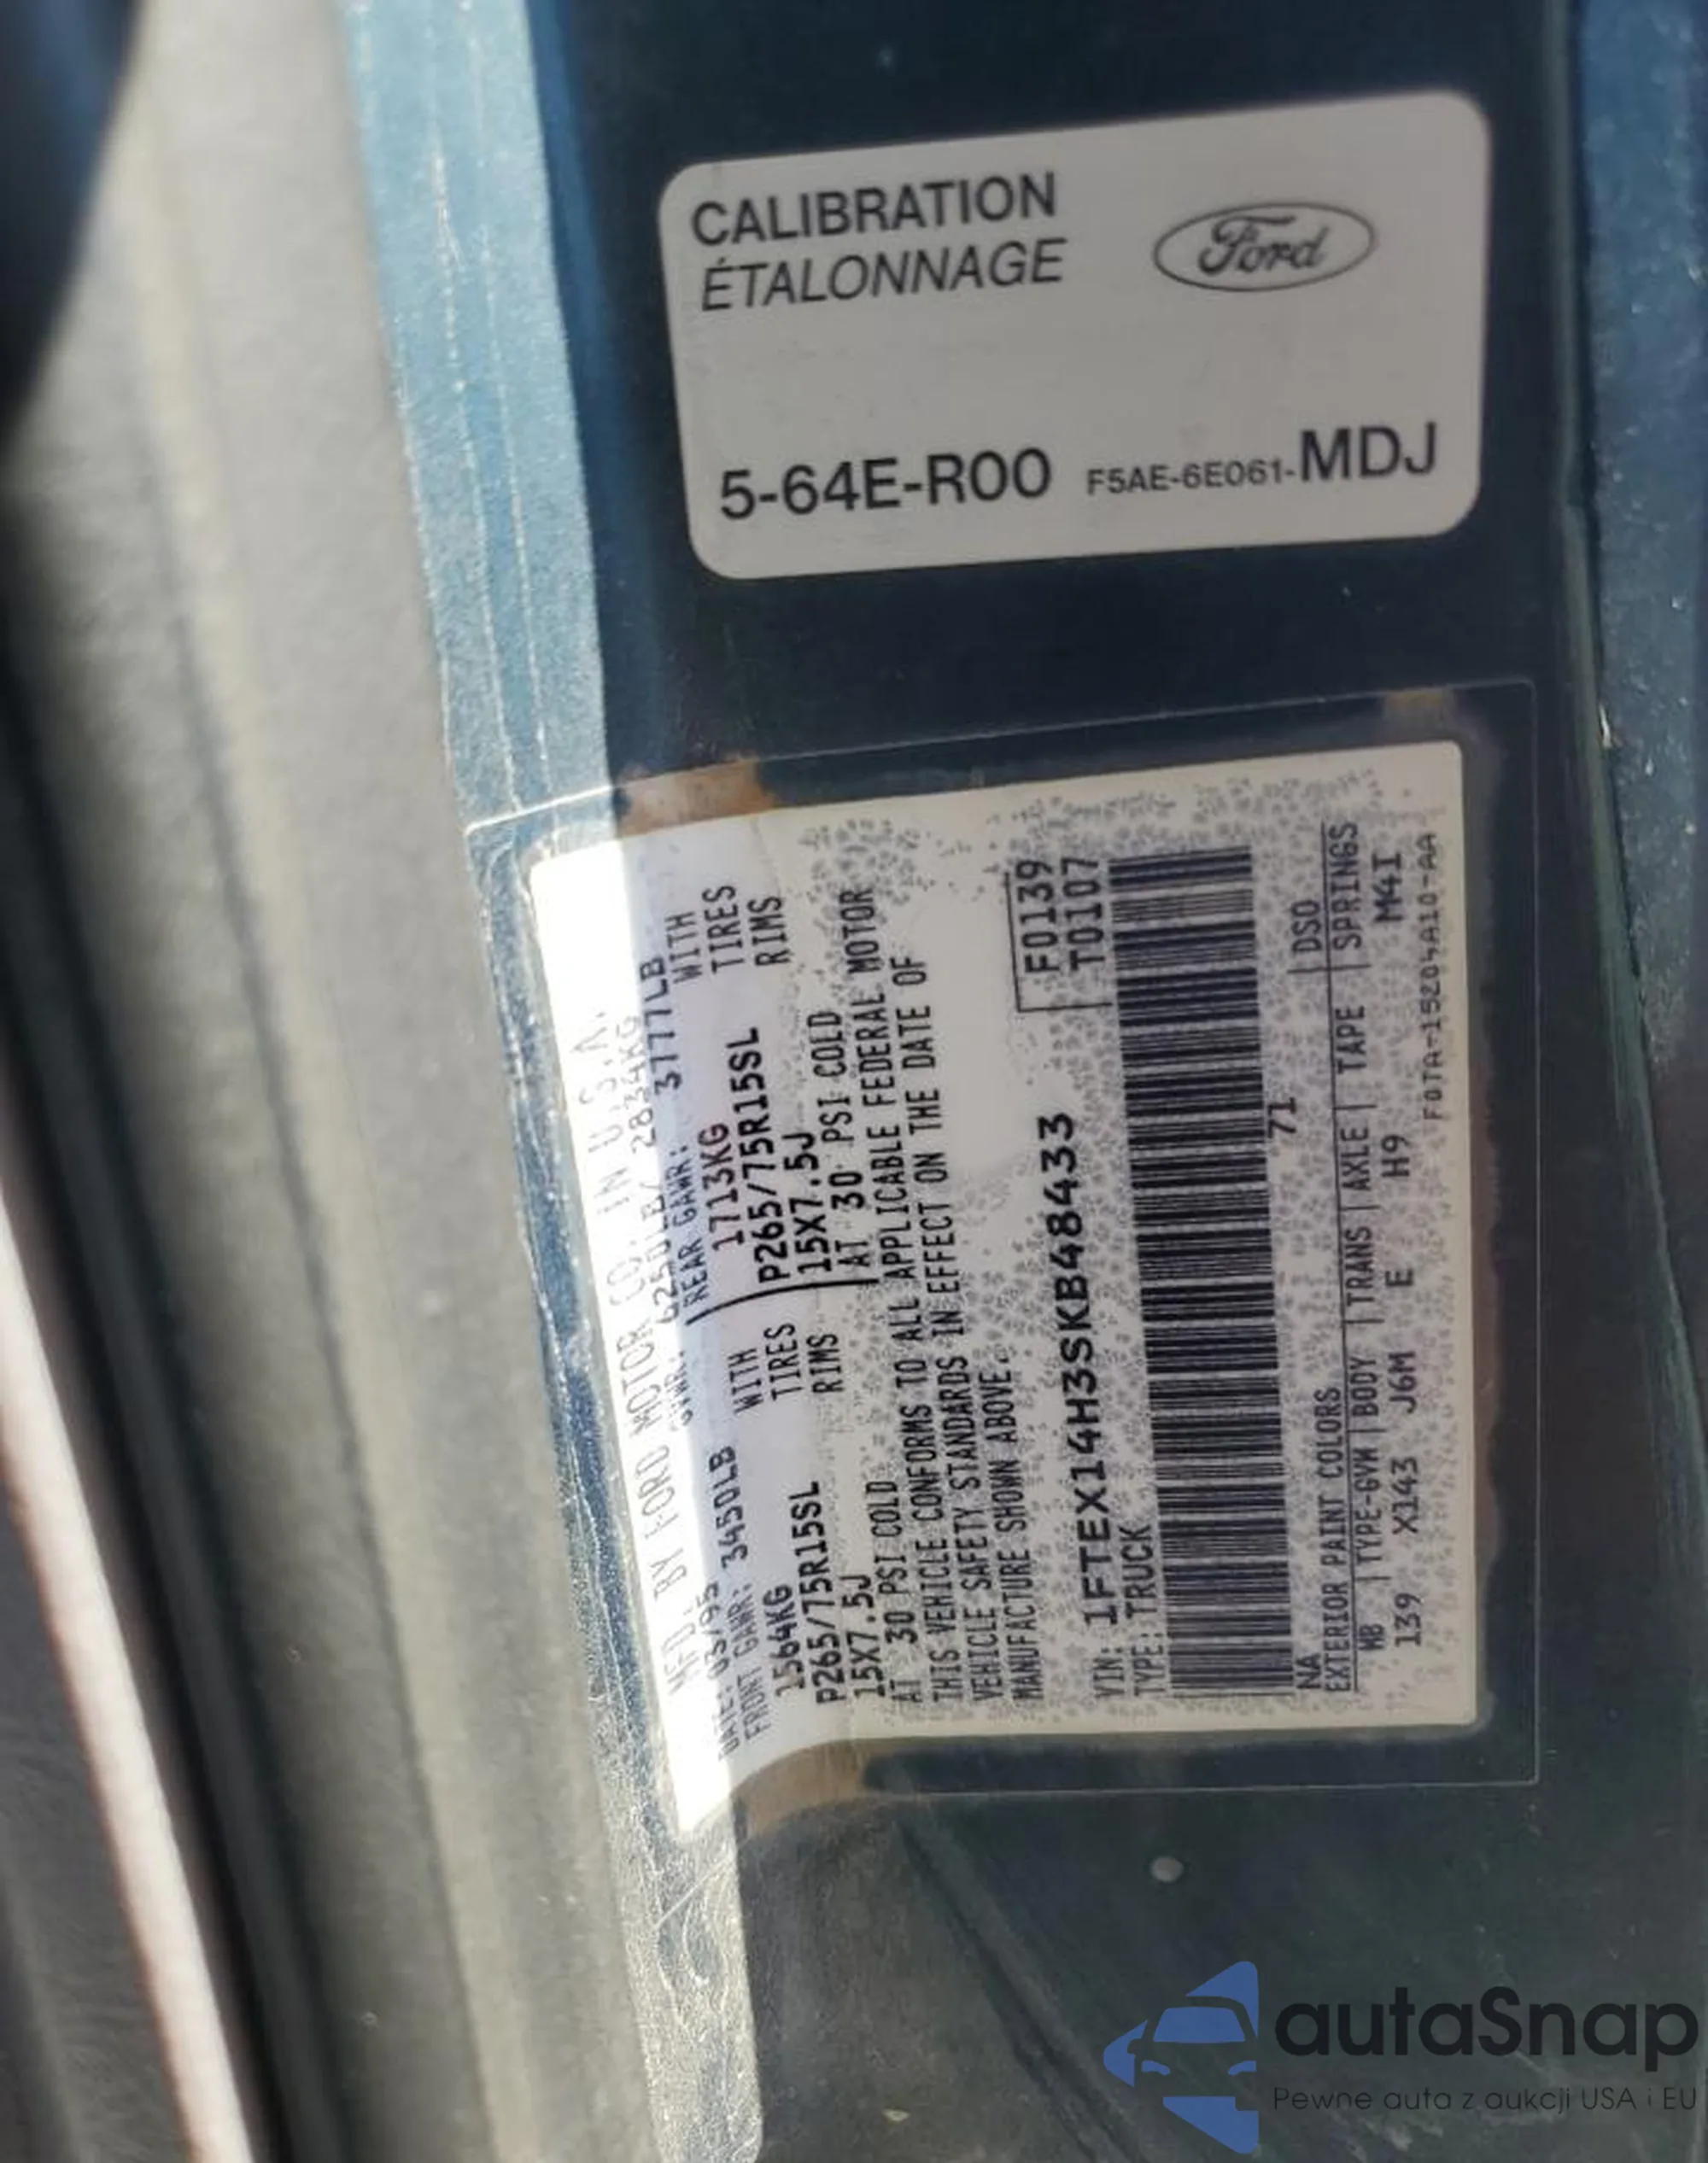 CALIBRATION
ÉTALONNAGE
Ford
5-64E-R00 F5AE-6E061-MDJ
MFD. BY FORD MOTOR CO. IN U.S.A.
DATE: 03/95 GVWR: 6250LB/ 2834KG
FRONT GAWR: 3450LB REAR GAWR: 3777LB
1564KG WITH 1713KG WITH
P265/75R15SL TIRES P265/75R15SL TIRES
15X7.5J RIMS 15X7.5J RIMS
AT 30 PSI COLD AT 30 PSI COLD
THIS VEHICLE CONFORMS TO ALL APPLICABLE FEDERAL MOTOR
VEHICLE SAFETY STANDARDS IN EFFECT ON THE DATE OF
MANUFACTURE SHOWN ABOVE.
F0139
VIN: 1FTEX14H3SKB48433 T0107
TYPE: TRUCK
71
NA
EXTERIOR PAINT COLORS DSO
WB TYPE-GVW BODY TRANS AXLE TAPE SPRINGS
139 X143 J6M E H9 M4I
autaSnap
Pewne auta z aukcji USA i EU